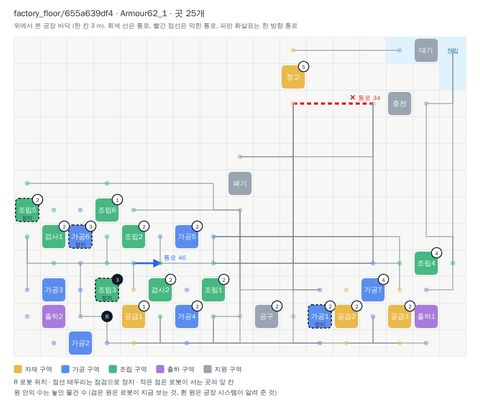 factory_floor/655a639df4 · Armour62_1 · 곳 25개
위에서 본 공장 바닥 (한 칸 3 m), 회색 선은 통로, 빨간 점선은 막힌 통로, 파란 화살표는 한 방향 통로
대기
진입
5
창고
✕ 통로 34
충전
폐기
2
조립5
1
조립6
2
검사1
3
가공6
2
조립2
2
가공5
통로 46
4
조립4
가공3
3
조립3
2
검사2
2
조립1
4
가공7
출하2
R
1
공급1
2
가공4
2
공구
2
가공1
2
공급2
2
공급3
출하1
가공2
자재 구역
가공 구역
조립 구역
출하 구역
지원 구역
R 로봇 위치 · 점선 테두리는 점검으로 정지 · 작은 점은 로봇이 서는 곳의 앞 칸
원 안의 수는 놓인 물건 수 (검은 원은 로봇이 지금 보는 것, 흰 원은 공장 시스템이 알려 준 것)